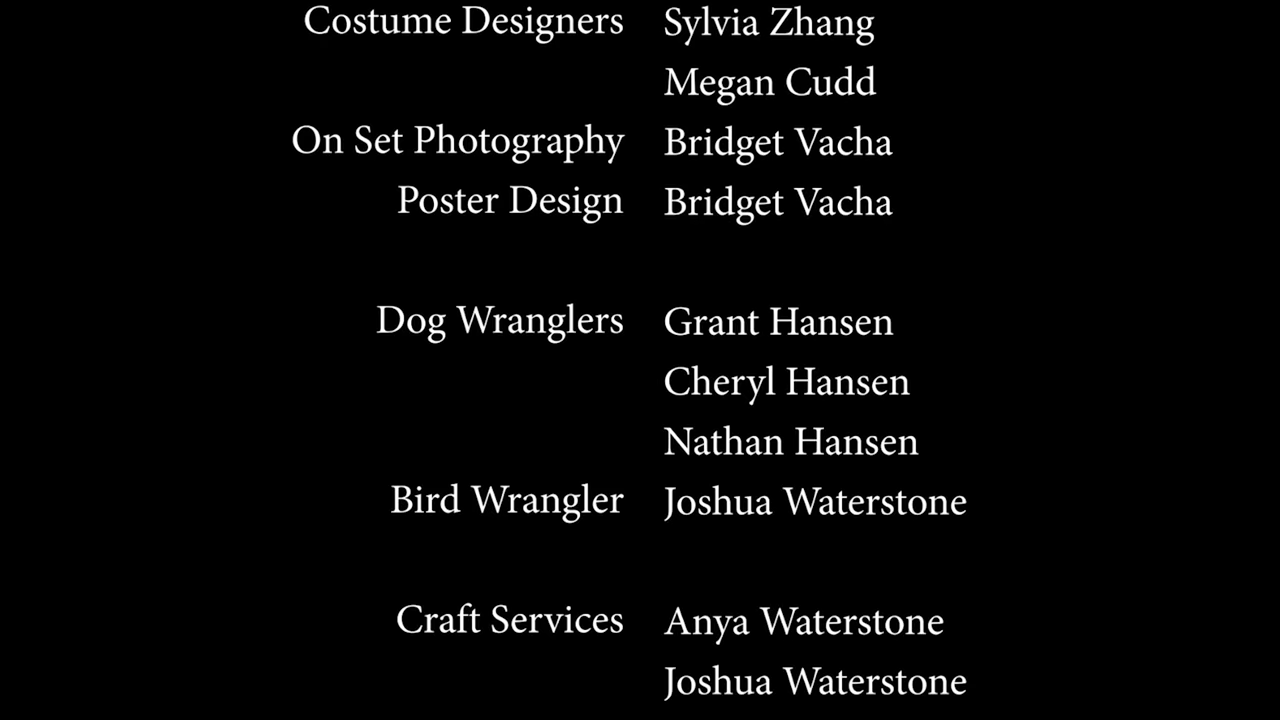 Costume Designers Sylvia Zhang
Megan Cudd
On Set Photography Bridget Vacha
Poster Design Bridget Vacha
Dog Wranglers Grant Hansen
Cheryl Hansen
Nathan Hansen
Bird Wrangler Joshua Waterstone
Craft Services Anya Waterstone
Joshua Waterstone